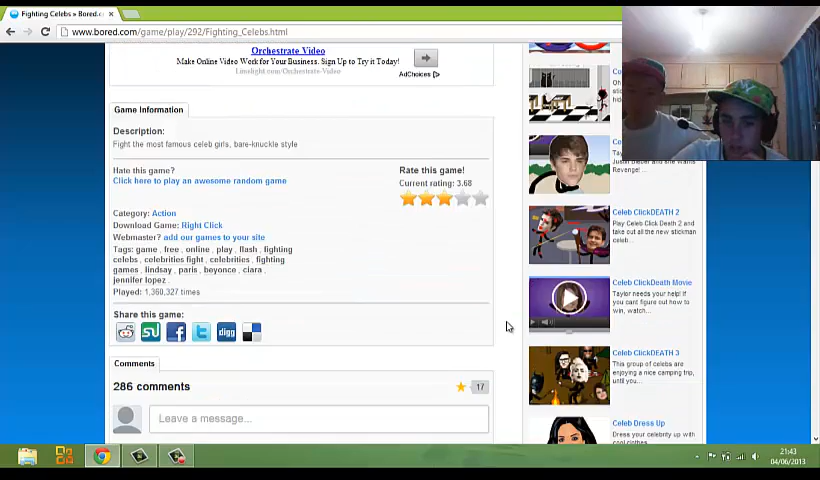 Fighting Celebs » Bored.c
www.bored.com/game/play/292/Fighting_Celebs.html
Orchestrate Video
Make Online Video Work for Your Business. Sign Up to Try it Today!
Limelight.com/Orchestrate-Video
AdChoices
Game Information
Description:
Fight the most famous celeb girls, bare-knuckle style
Hate this game?
Click here to play an awesome random game
Rate this game!
Current rating: 3.68
Category: Action
Download Game: Right Click
Webmaster? add our games to your site
Tags: game , free , online , play , flash , fighting
celebs , celebrities fight , celebrities , fighting
games , lindsay , paris , beyonce , ciara ,
jennifer lopez ,
Played: 1,360,327 times
Share this game:
digg
Comments
286 comments
17
Leave a message...
Revenge!
Celeb ClickDEATH 2
Play Celeb Click Death 2 and
take out all the new stickman
celeb...
Celeb ClickDeath Movie
Taylor needs your help! If
you cant figure out how to
win, watch...
Celeb ClickDEATH 3
This group of celebs are
enjoying a nice camping trip,
until you...
Celeb Dress Up
Dress your celebrity up with
cool clothes
21:43
04/06/2013